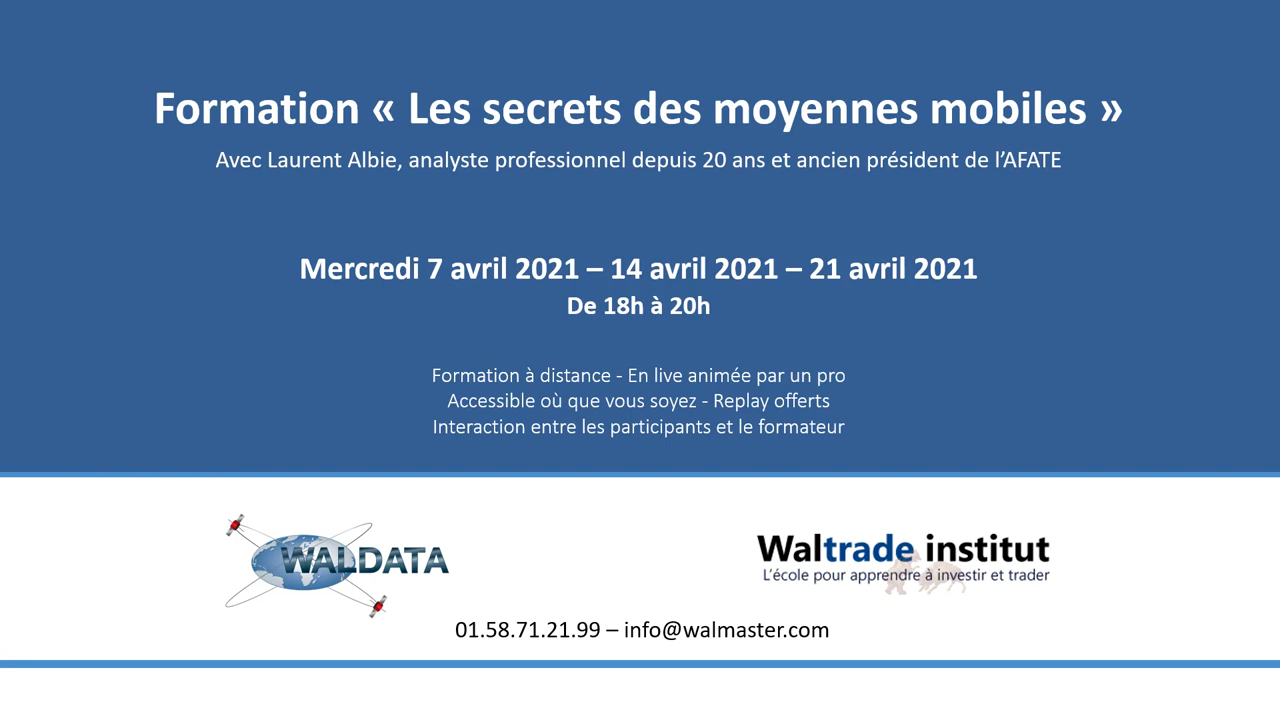 Formation « Les secrets des moyennes mobiles »
Avec Laurent Albie, analyste professionnel depuis 20 ans et ancien président de l’AFATE
Mercredi 7 avril 2021 – 14 avril 2021 – 21 avril 2021
De 18h à 20h
Formation à distance - En live animée par un pro
Accessible où que vous soyez - Replay offerts
Interaction entre les participants et le formateur
WALDATA
Waltrade institut
L'école pour apprendre à investir et trader
01.58.71.21.99 – info@walmaster.com